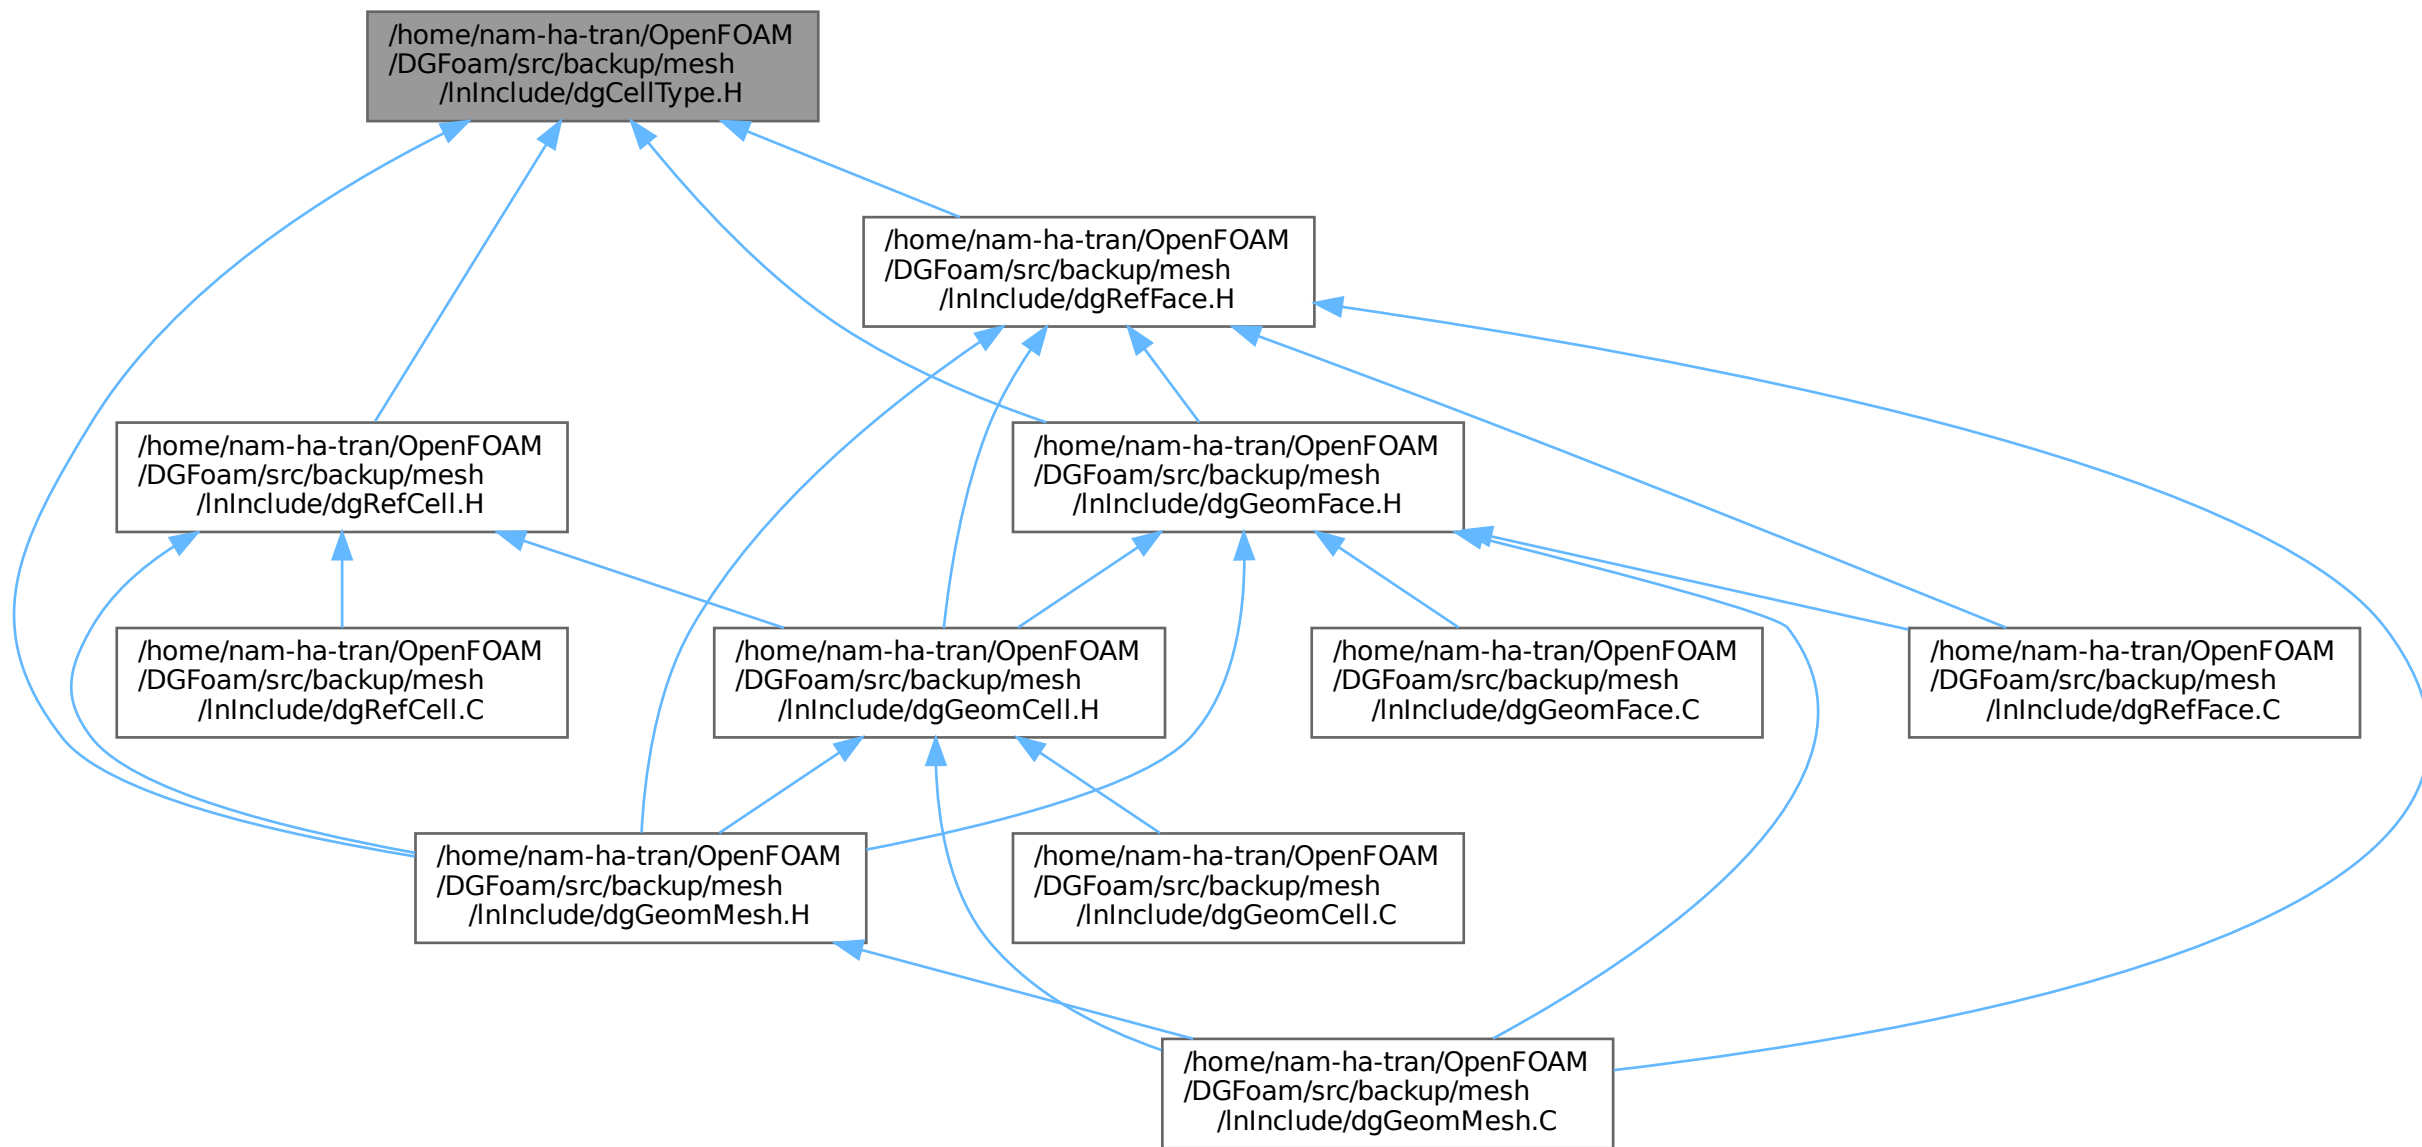 /home/nam-ha-tran/OpenFOAM
/DGFoam/src/backup/mesh
/lnInclude/dgCellType.H
/home/nam-ha-tran/OpenFOAM
/DGFoam/src/backup/mesh
/lnInclude/dgRefFace.H
/home/nam-ha-tran/OpenFOAM
/DGFoam/src/backup/mesh
/lnInclude/dgRefCell.H
/home/nam-ha-tran/OpenFOAM
/DGFoam/src/backup/mesh
/lnInclude/dgGeomFace.H
/home/nam-ha-tran/OpenFOAM
/DGFoam/src/backup/mesh
/lnInclude/dgRefCell.C
/home/nam-ha-tran/OpenFOAM
/DGFoam/src/backup/mesh
/lnInclude/dgGeomCell.H
/home/nam-ha-tran/OpenFOAM
/DGFoam/src/backup/mesh
/lnInclude/dgGeomFace.C
/home/nam-ha-tran/OpenFOAM
/DGFoam/src/backup/mesh
/lnInclude/dgRefFace.C
/home/nam-ha-tran/OpenFOAM
/DGFoam/src/backup/mesh
/lnInclude/dgGeomMesh.H
/home/nam-ha-tran/OpenFOAM
/DGFoam/src/backup/mesh
/lnInclude/dgGeomCell.C
/home/nam-ha-tran/OpenFOAM
/DGFoam/src/backup/mesh
/lnInclude/dgGeomMesh.C